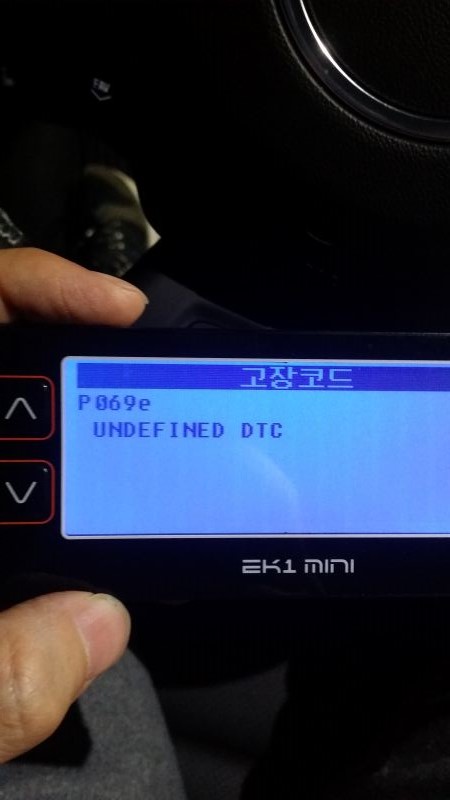 고장코드
P069e
UNDEFINED DTC
EK1 mini